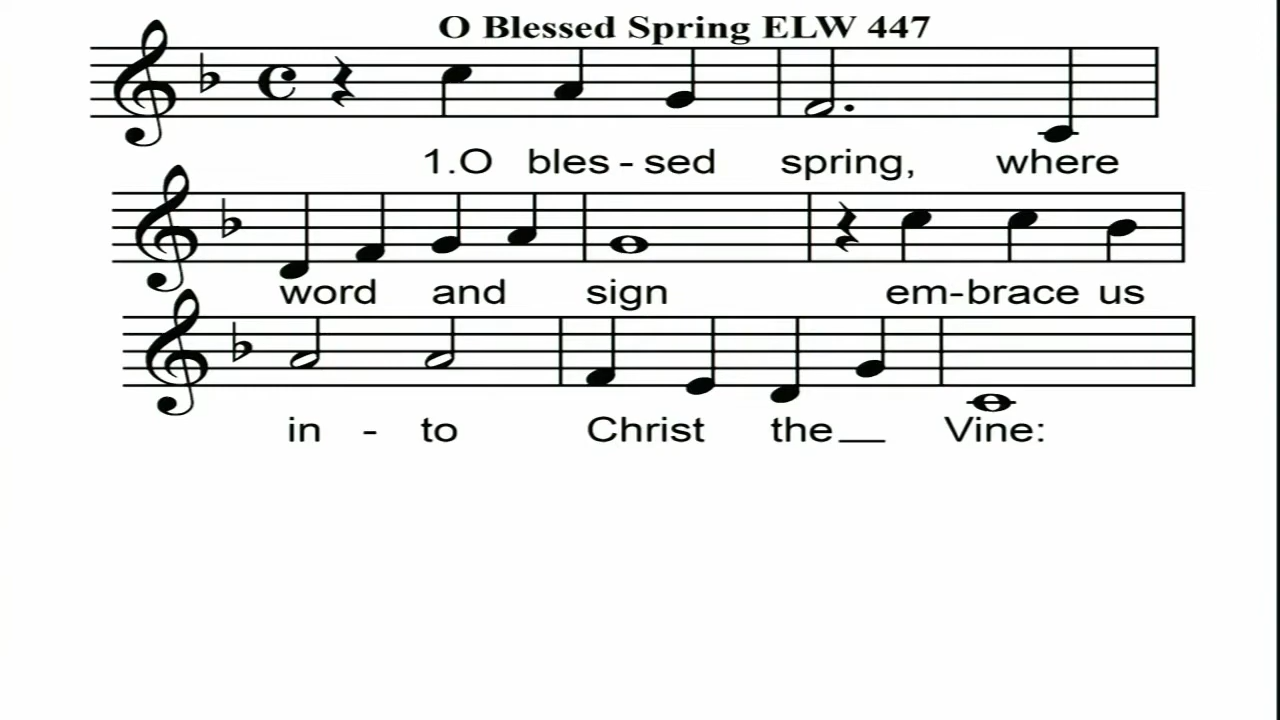 O Blessed Spring ELW 447
1.O bles - sed spring, where
word and sign em-brace us
in - to Christ the__ Vine: